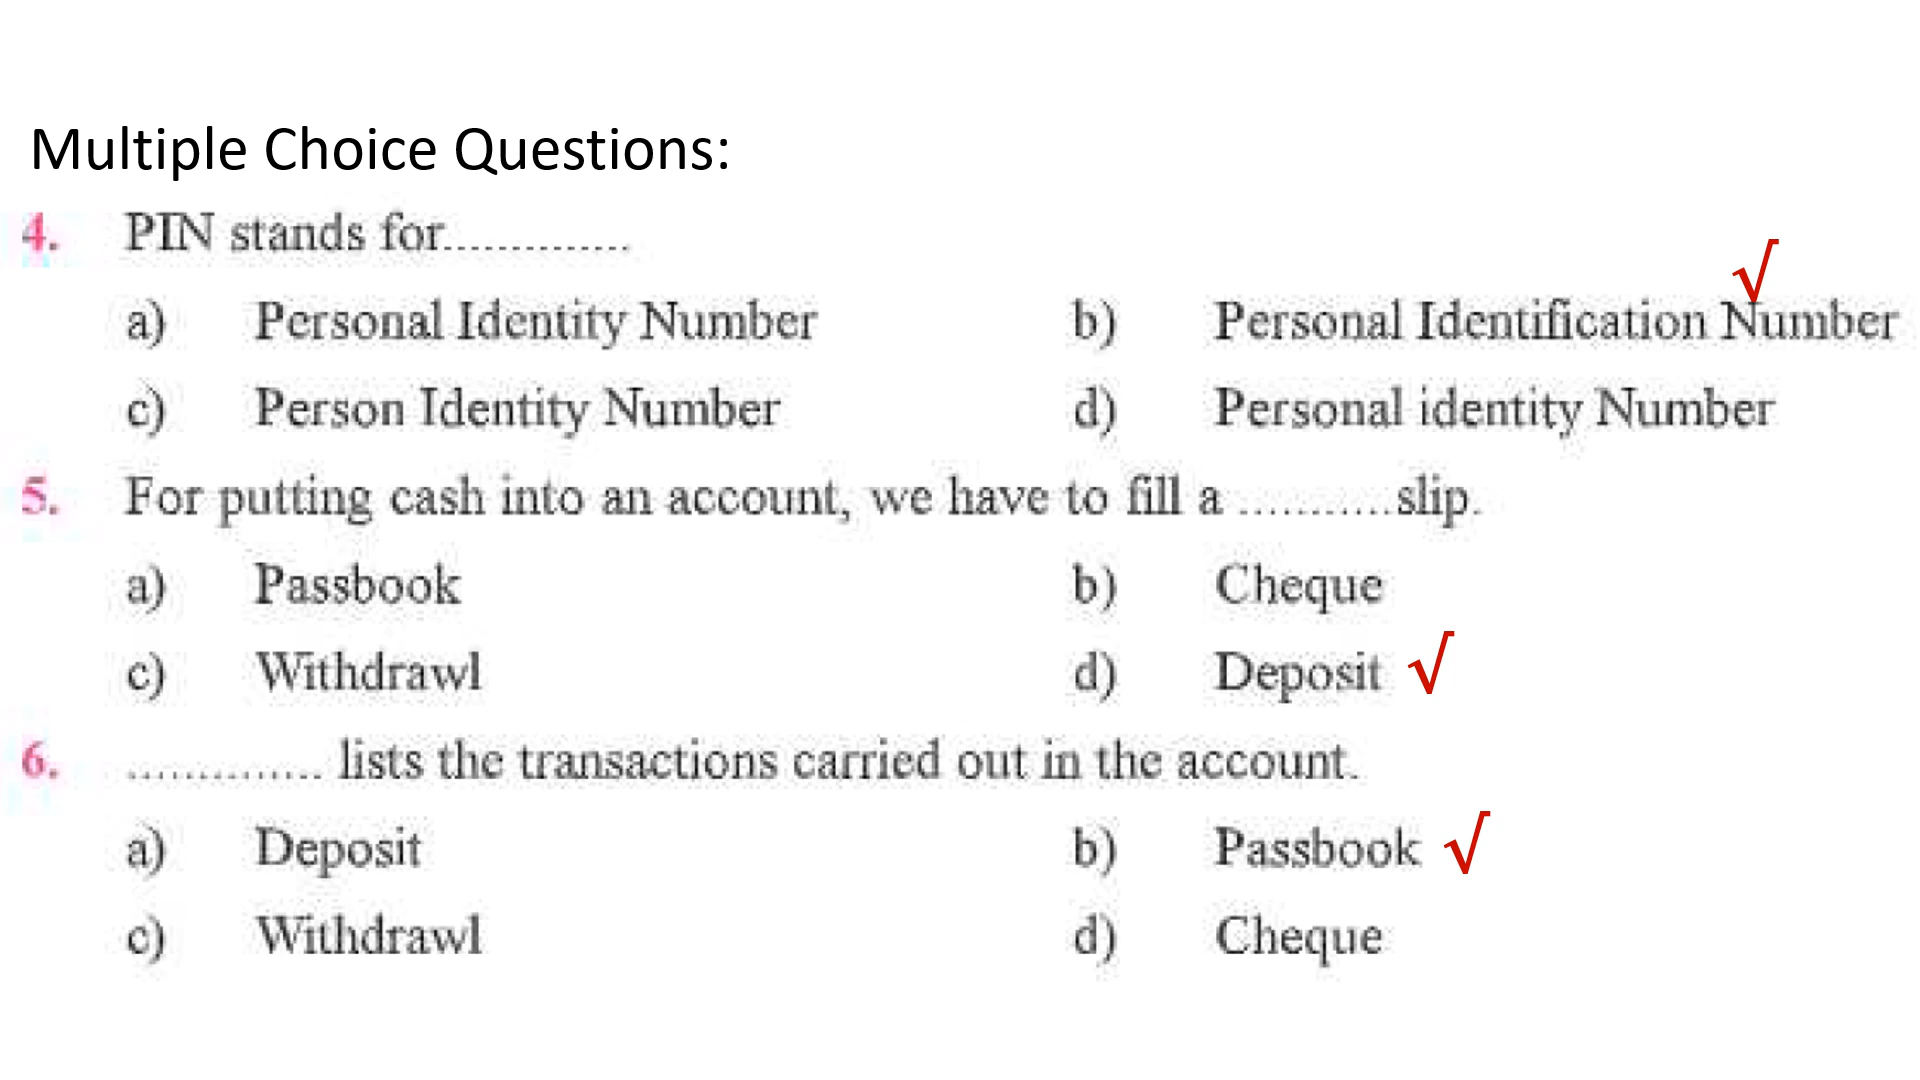 Multiple Choice Questions:
4. PIN stands for..............
a) Personal Identity Number b) Personal Identification Number √
c) Person Identity Number d) Personal identity Number
5. For putting cash into an account, we have to fill a ...........slip.
a) Passbook b) Cheque
c) Withdrawl d) Deposit √
6. .............. lists the transactions carried out in the account.
a) Deposit b) Passbook √
c) Withdrawl d) Cheque